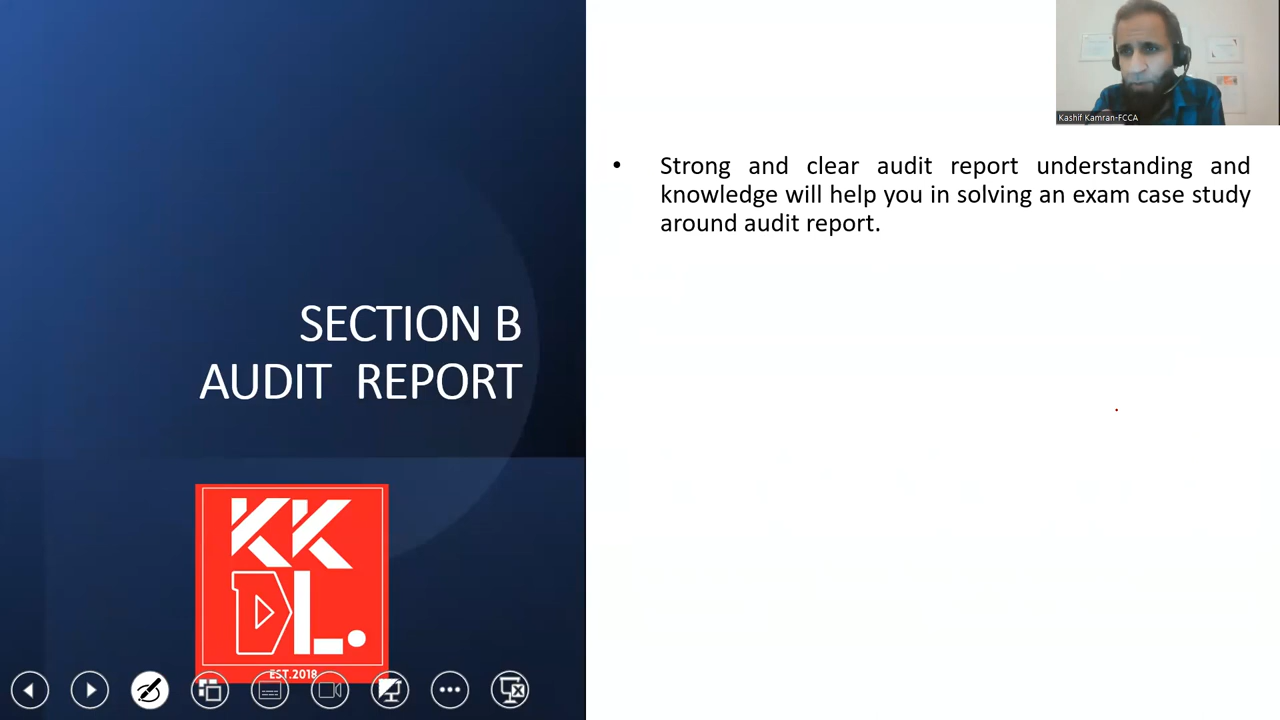 Kashif Kamran-FCCA
• Strong and clear audit report understanding and
knowledge will help you in solving an exam case study
around audit report.
SECTION B
AUDIT REPORT
KK
DL.
EST.2018